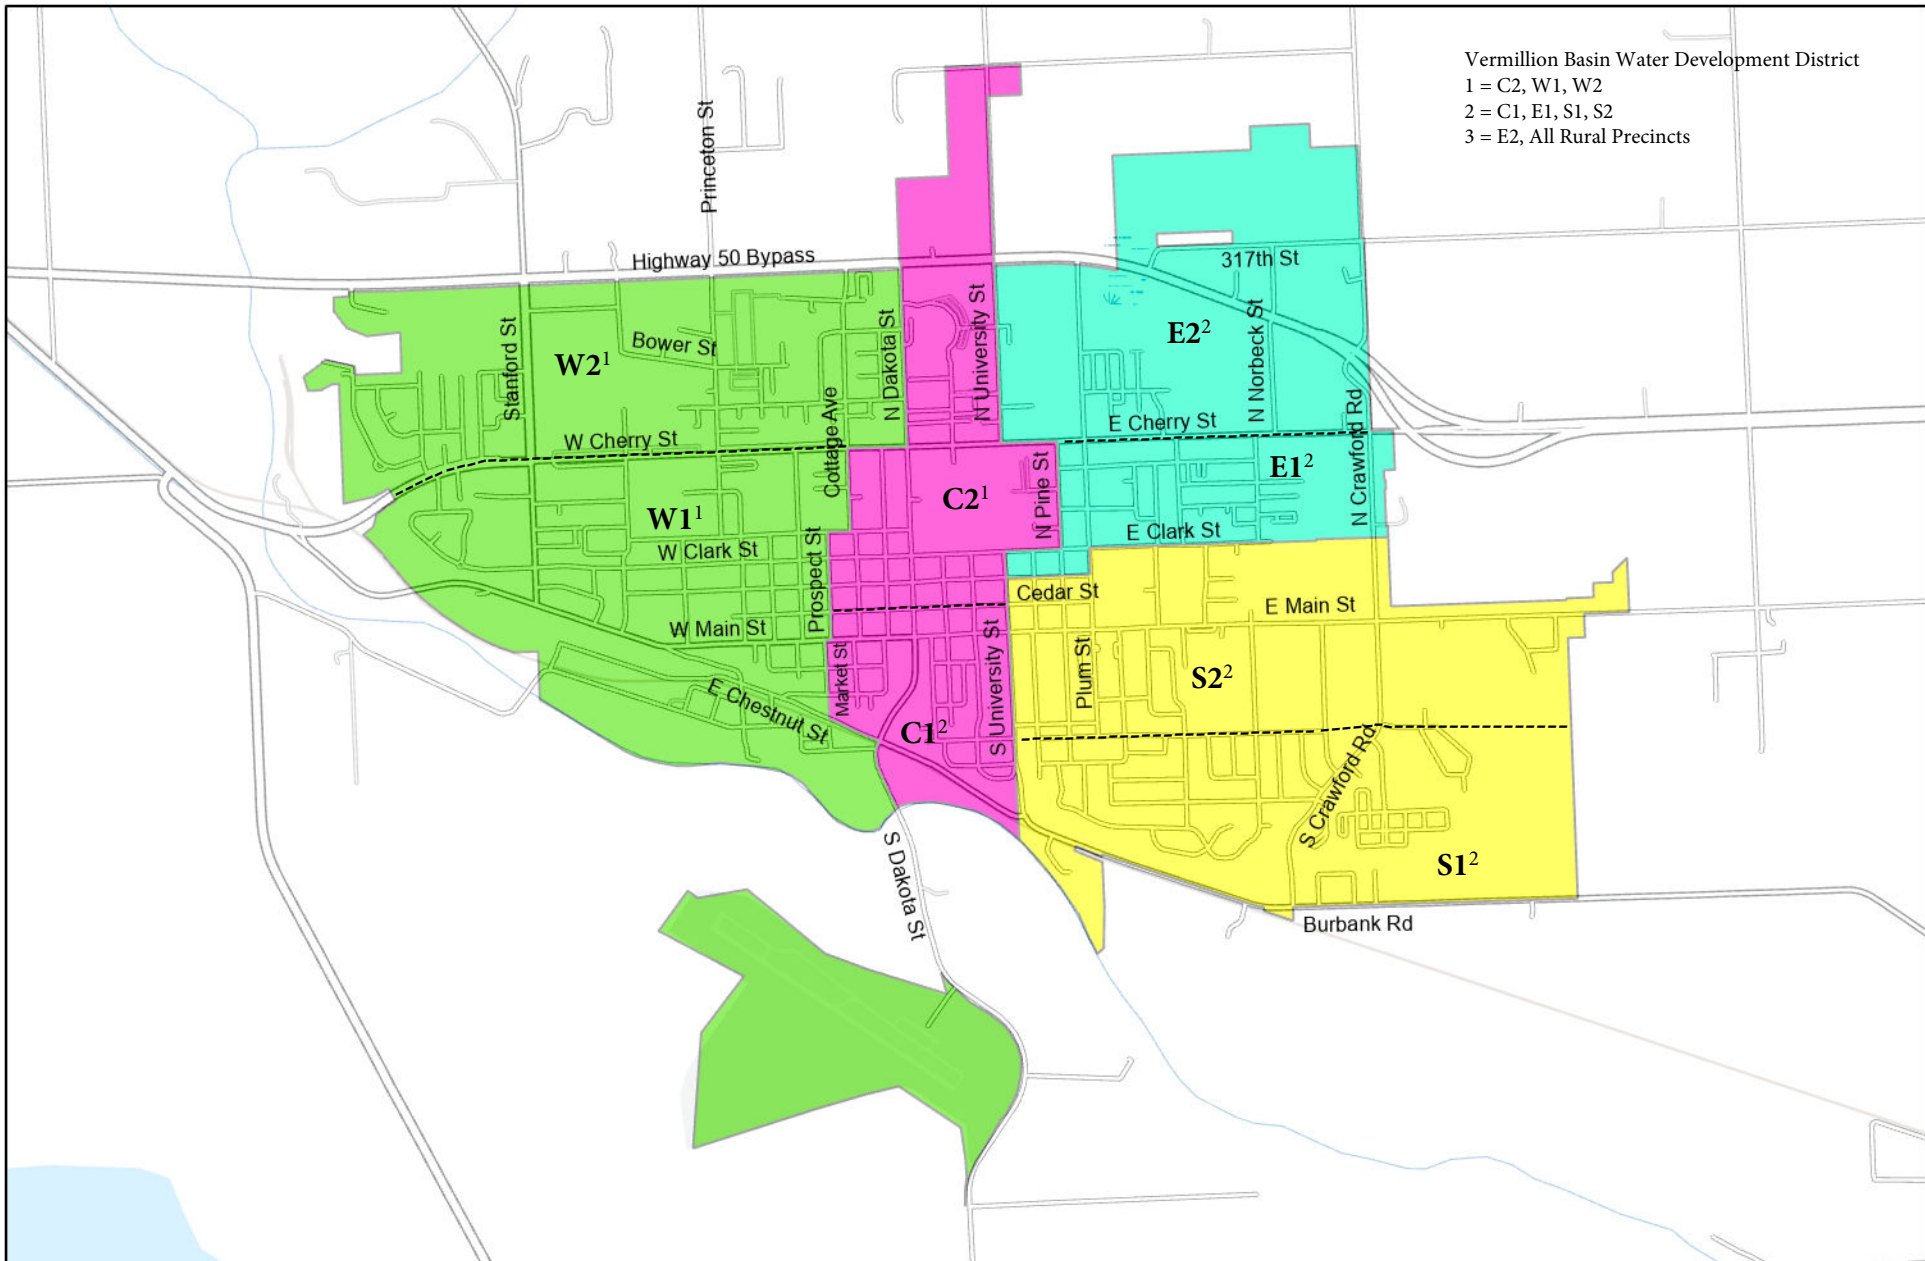 Vermillion Basin Water Development District
1 = C2, W1, W2
2 = C1, E1, S1, S2
3 = E2, All Rural Precincts
Princeton St
Highway 50 Bypass
317th St
Stanford St
Bower St
W2¹
N Dakota St
N University St
E2²
N Norbeck St
Cottage Ave
N Crawford Rd
W Cherry St
E Cherry St
E1²
C2¹
N Pine St
W1¹
W Clark St
Prospect St
E Clark St
Cedar St
E Main St
W Main St
Market St
S University St
Plum St
S2²
E Chestnut St
C1²
S Crawford Rd
S1²
S Dakota St
Burbank Rd